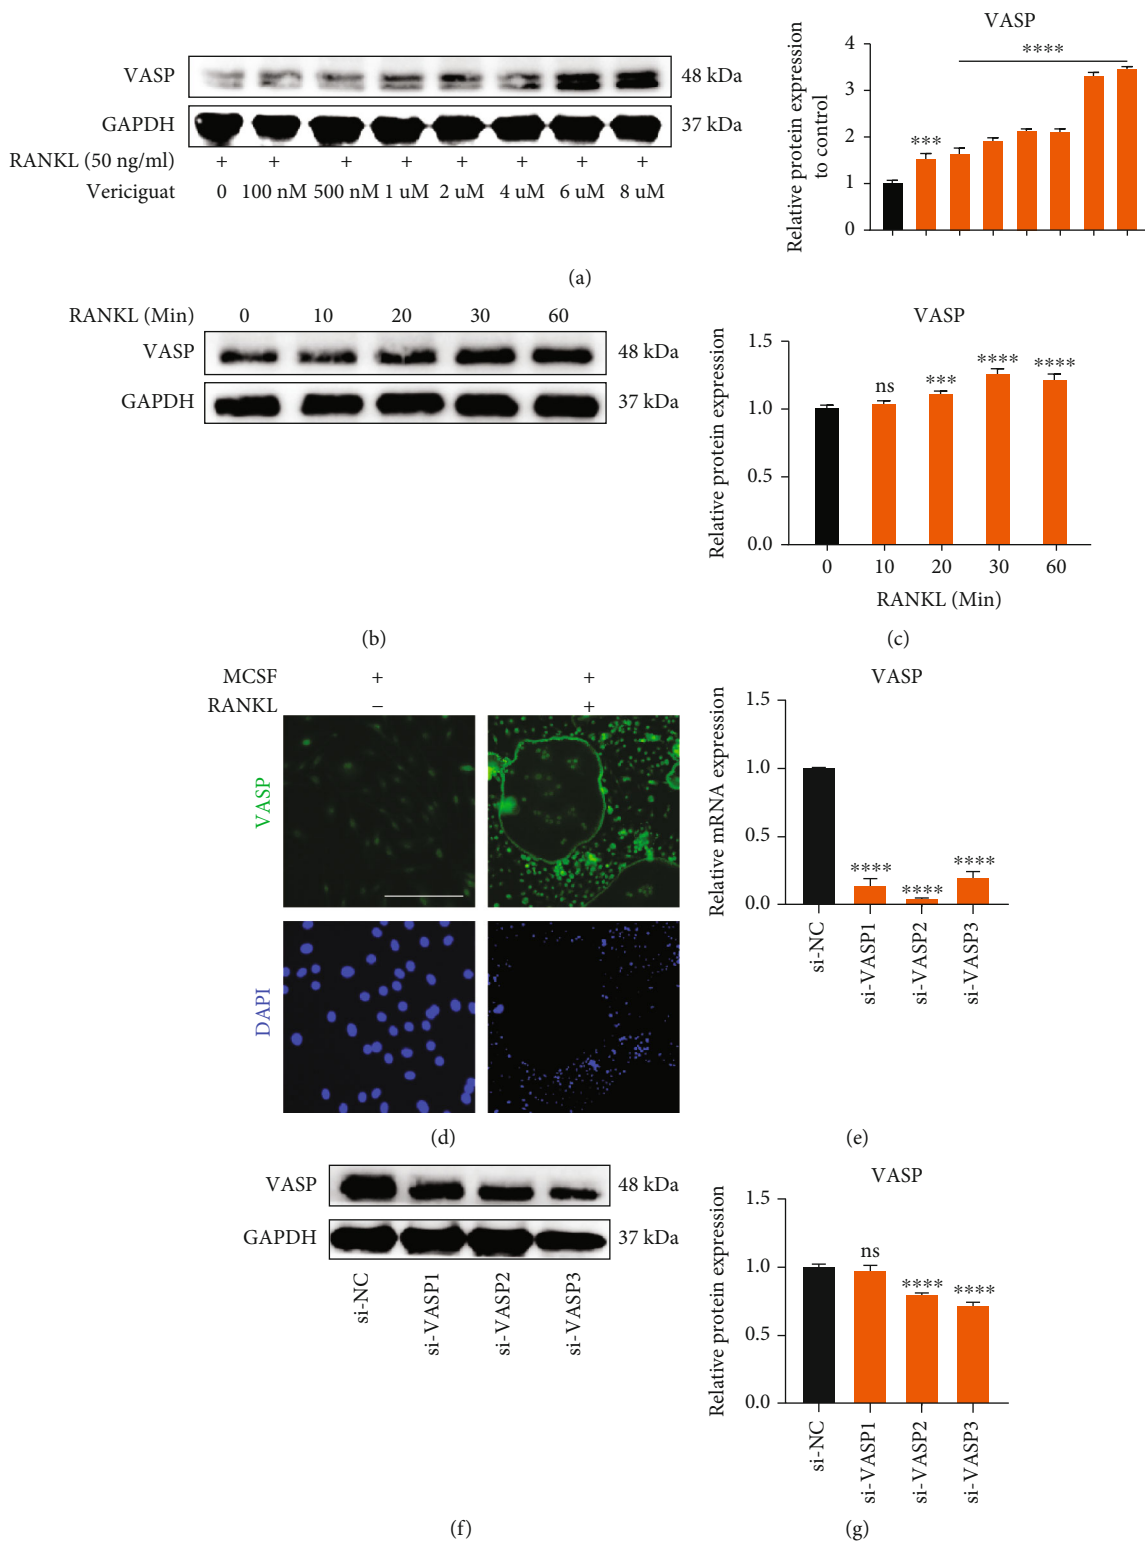 VASP
48 kDa
GAPDH
37 kDa
RANKL (50 ng/ml) + + + + + + + +
Vericiguat 0 100 nM 500 nM 1 uM 2 uM 4 uM 6 uM 8 uM
VASP
Relative protein expression
to control
4
3
2
1
0
***
****
(a)
RANKL (Min) 0 10 20 30 60
VASP
48 kDa
GAPDH
37 kDa
(b)
VASP
Relative protein expression
1.5
1.0
0.5
0.0
ns
***
****
****
0 10 20 30 60
RANKL (Min)
(c)
MCSF + +
RANKL − +
VASP
DAPI
(d)
VASP
Relative mRNA expression
1.5
1.0
0.5
0.0
****
****
****
si-NC
si-VASP1
si-VASP2
si-VASP3
(e)
VASP
48 kDa
GAPDH
37 kDa
si-NC
si-VASP1
si-VASP2
si-VASP3
(f)
VASP
Relative protein expression
1.5
1.0
0.5
0.0
ns
****
****
si-NC
si-VASP1
si-VASP2
si-VASP3
(g)